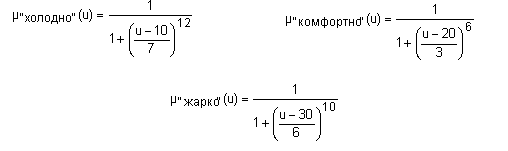 μ"холодно"(u) = 1 / (1 + ((u − 10) / 7)^12)
μ"комфортно"(u) = 1 / (1 + ((u − 20) / 3)^6)
μ"жарко"(u) = 1 / (1 + ((u − 30) / 6)^10)